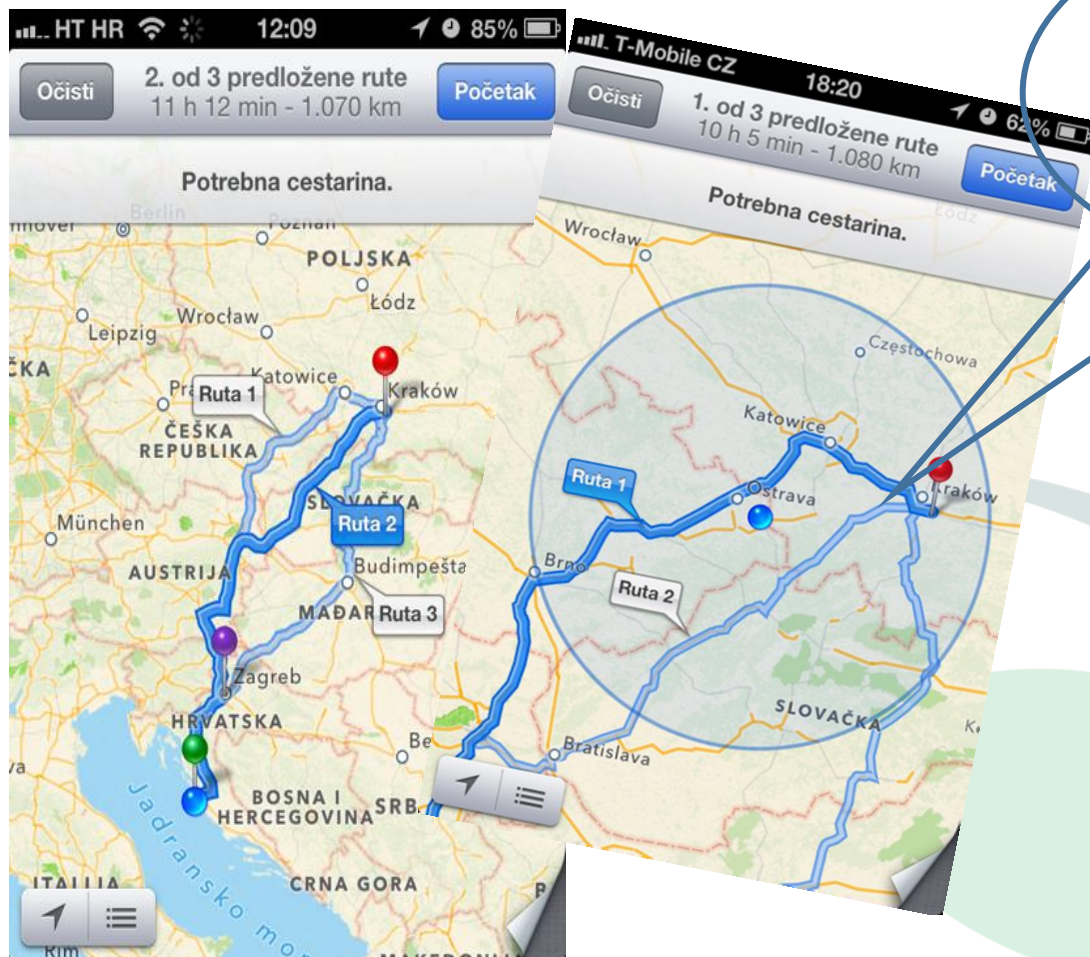 HT HR 12:09 85%
Očisti
2. od 3 predložene rute
11 h 12 min - 1.070 km
Početak
Potrebna cestarina.
Berlin
Poznań
POLJSKA
Łódź
Wrocław
Leipzig
Katowice
Kraków
Ruta 1
ČEŠKA
REPUBLIKA
SLOVAČKA
Ruta 2
München
Budimpešta
AUSTRIJA
Ruta 3
Zagreb
HRVATSKA
BOSNA I
HERCEGOVINA
Jadransko
ITALIJA
CRNA GORA
Rim
T-Mobile CZ 18:20 62%
Očisti
1. od 3 predložene rute
10 h 5 min - 1.080 km
Početak
Potrebna cestarina.
Łódź
Wrocław
Częstochowa
Katowice
Ruta 1
Ostrava
Kraków
Brno
Ruta 2
SLOVAČKA
Bratislava